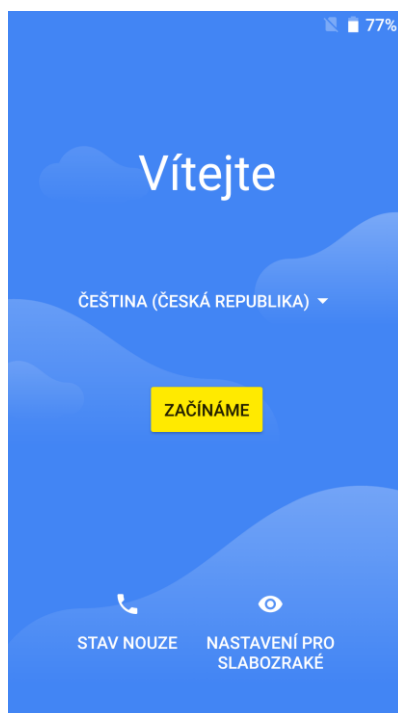 77%
Vítejte
ČEŠTINA (ČESKÁ REPUBLIKA)
ZAČÍNÁME
STAV NOUZE
NASTAVENÍ PRO
SLABOZRAKÉ